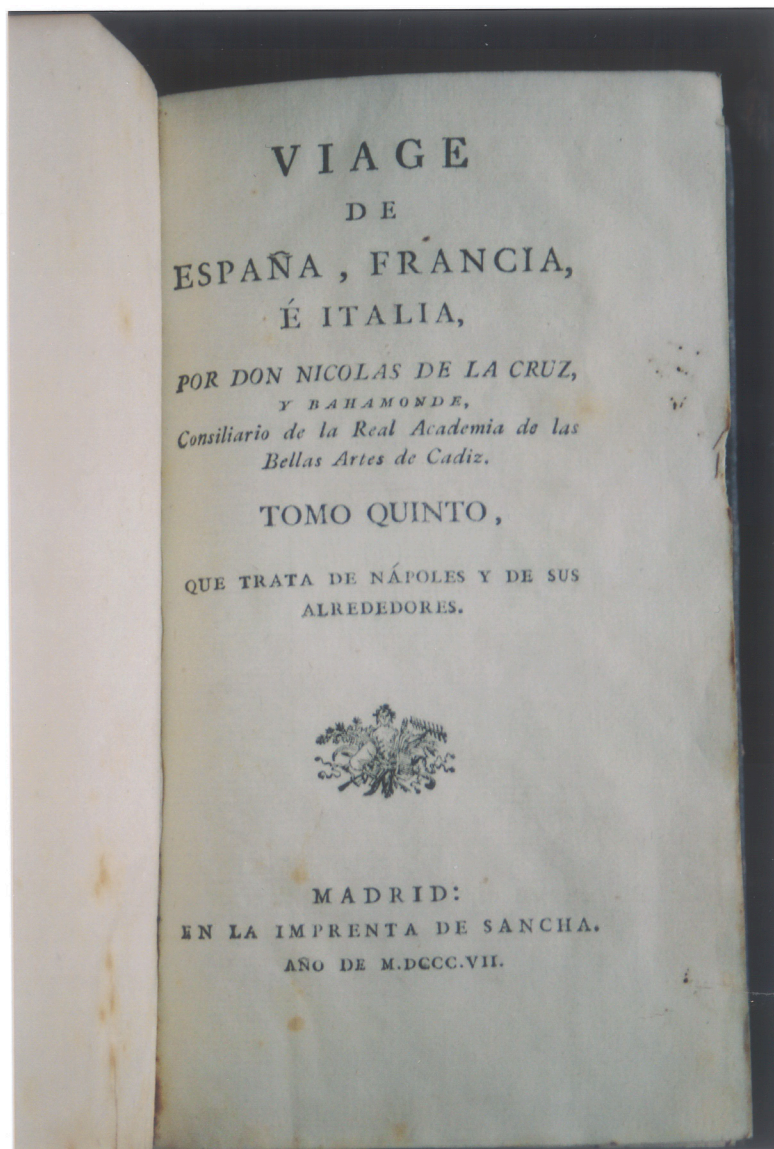 VIAGE
DE
ESPAÑA, FRANCIA,
É ITALIA,
POR DON NICOLAS DE LA CRUZ,
Y BAHAMONDE,
Consiliario de la Real Academia de las
Bellas Artes de Cadiz.
TOMO QUINTO,
QUE TRATA DE NÁPOLES Y DE SUS
ALREDEDORES.
MADRID:
EN LA IMPRENTA DE SANCHA.
AÑO DE M.DCCC.VII.